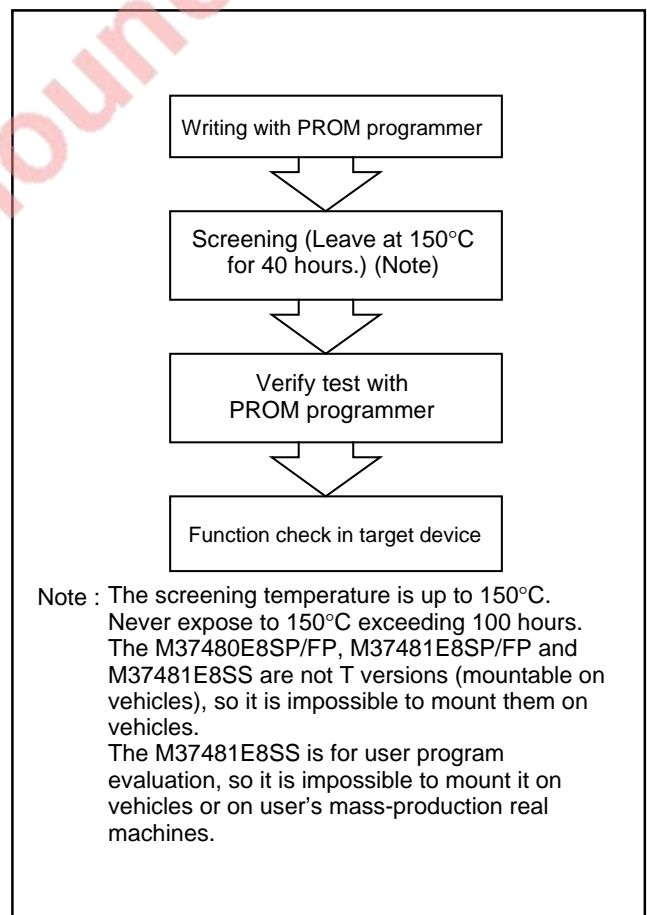 Writing with PROM programmer
Screening (Leave at 150°C
for 40 hours.) (Note)
Verify test with
PROM programmer
Function check in target device
Note : The screening temperature is up to 150°C.
Never expose to 150°C exceeding 100 hours.
The M37480E8SP/FP, M37481E8SP/FP and
M37481E8SS are not T versions (mountable on
vehicles), so it is impossible to mount them on
vehicles.
The M37481E8SS is for user program
evaluation, so it is impossible to mount it on
vehicles or on user's mass-production real
machines.